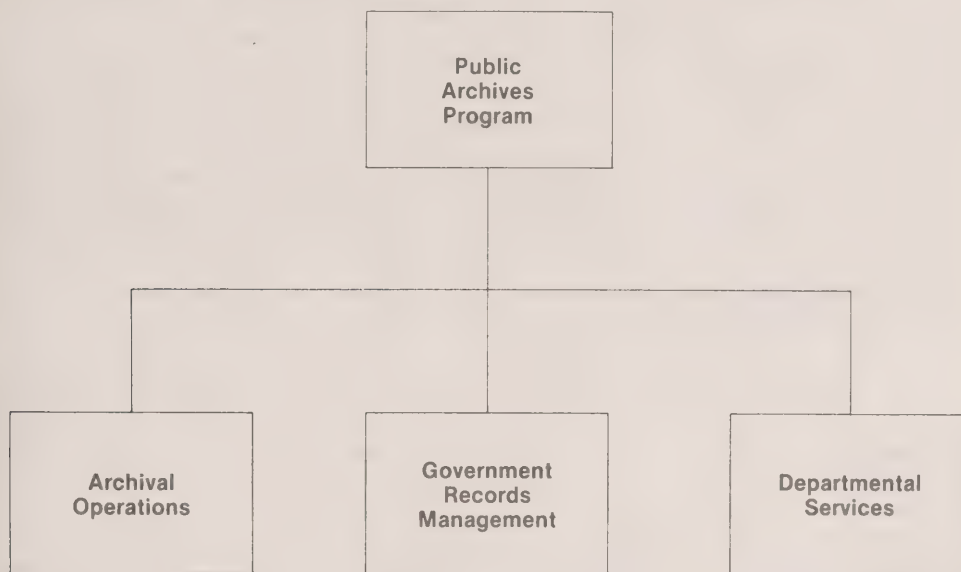 Public
Archives
Program
Archival
Operations
Government
Records
Management
Departmental
Services